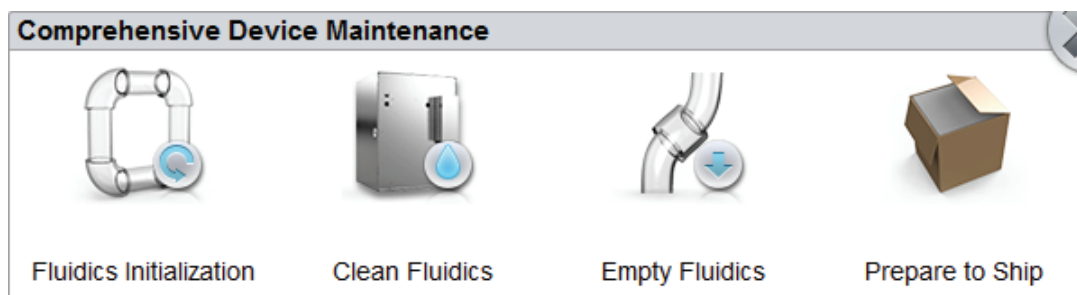 Comprehensive Device Maintenance
Fluidics Initialization
Clean Fluidics
Empty Fluidics
Prepare to Ship